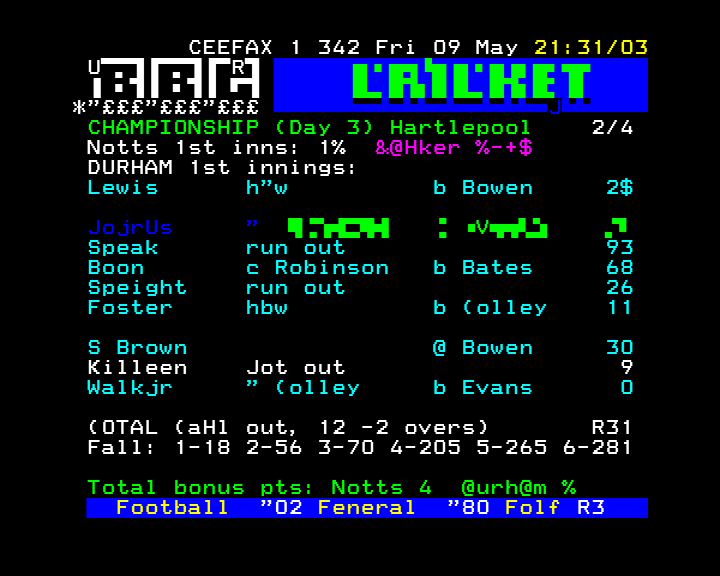 CEEFAX 1 342 Fri 09 May 21:31/03
BBC CRICKET
*"£££"£££"£££
CHAMPIONSHIP (Day 3) Hartlepool 2/4
Notts 1st inns: 1% &@Hker %-+$
DURHAM 1st innings:
Lewis h"w b Bowen 2$
JojrUs "
Speak run out 93
Boon c Robinson b Bates 68
Speight run out 26
Foster hbw b (olley 11
S Brown @ Bowen 30
Killeen Jot out 9
Walkjr " (olley b Evans 0
(OTAL (aHl out, 12 -2 overs) R31
Fall: 1-18 2-56 3-70 4-205 5-265 6-281
Total bonus pts: Notts 4 @urh@m %
Football "02 Feneral "80 Folf R3